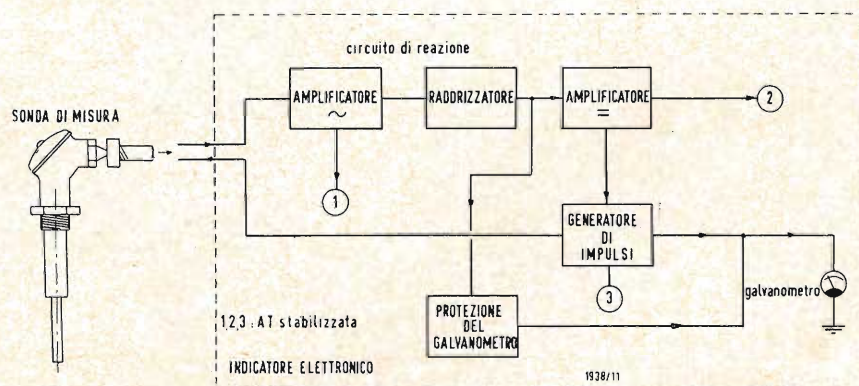 circuito di reazione
AMPLIFICATORE
~
RADDRIZZATORE
AMPLIFICATORE
=
2
SONDA DI MISURA
1
GENERATORE
DI
IMPULSI
3
galvanometro
PROTEZIONE
DEL
GALVANOMETRO
1,2,3 : AT stabilizzata
INDICATORE ELETTRONICO
1938/11